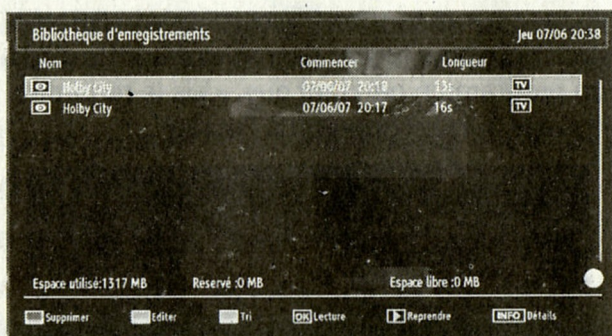 Bibliothèque d'enregistrements Jeu 07/06 20:38
Nom Commencer Longueur
Holby City 07/06/07 20:18 13s TV
Holby City 07/06/07 20:17 16s TV
Espace utilisé:1317 MB Réservé :0 MB Espace libre :0 MB
Supprimer Editer Tri OK Lecture Reprendre INFO Détails